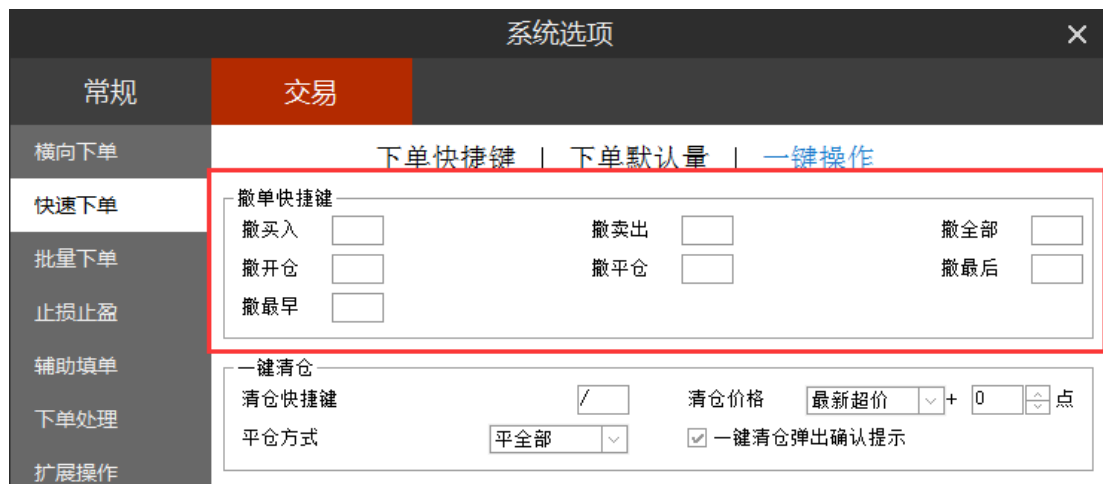 系统选项
常规 交易
横向下单
快速下单
批量下单
止损止盈
辅助填单
下单处理
扩展操作
下单快捷键 | 下单默认量 | 一键操作
撤单快捷键
撤买入 撤卖出 撤全部
撤开仓 撤平仓 撤最后
撤最早
一键清仓
清仓快捷键 / 清仓价格 最新超价 + 0 点
平仓方式 平全部 一键清仓弹出确认提示